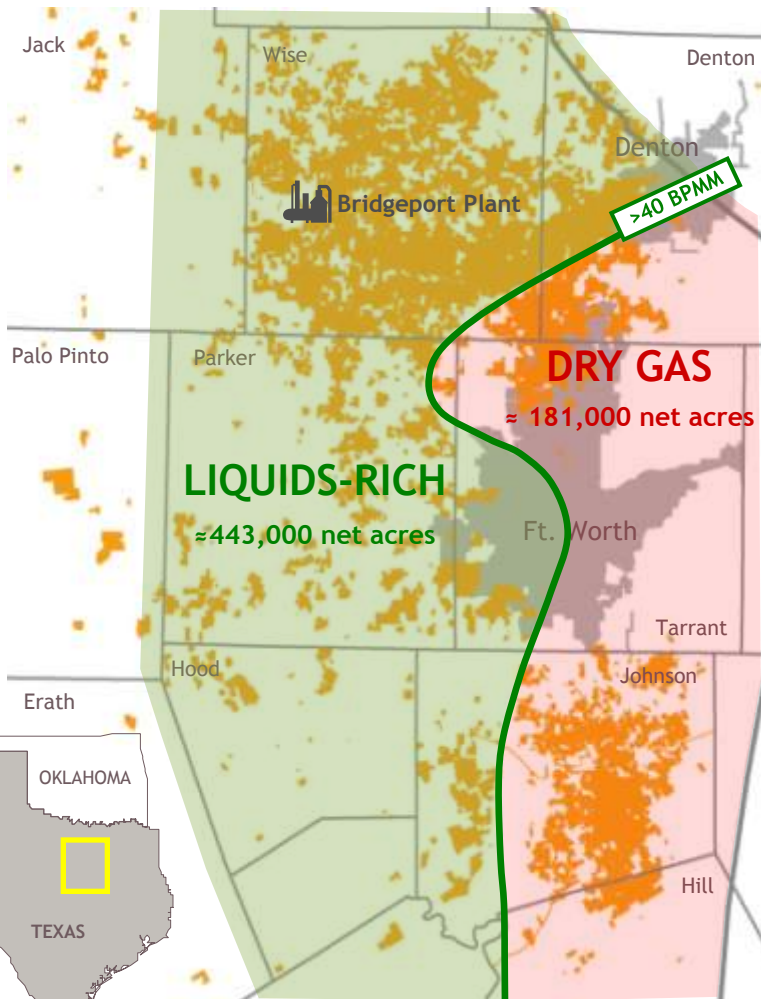 Jack
Wise
Denton
Denton
>40 BPMM
Bridgeport Plant
Palo Pinto
Parker
DRY GAS
≈ 181,000 net acres
LIQUIDS-RICH
≈443,000 net acres
Ft. Worth
Tarrant
Hood
Johnson
Erath
OKLAHOMA
Hill
TEXAS